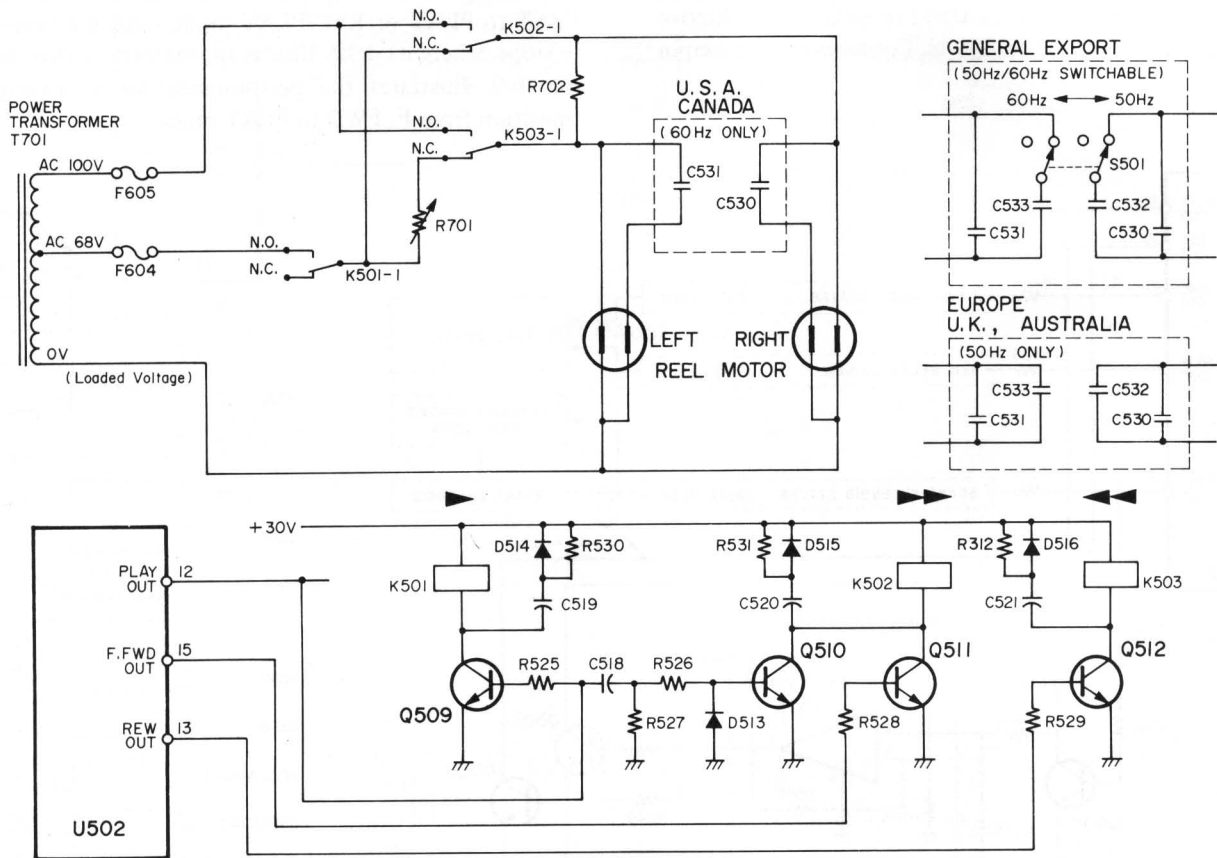 N.O.
N.C.
K502-1
R702
N.O.
N.C.
K503-1
POWER
TRANSFORMER
T701
AC 100V
F605
AC 68V
F604
N.O.
N.C.
K501-1
R701
0V
(Loaded Voltage)
U.S.A.
CANADA
(60 Hz ONLY)
C531
C530
LEFT RIGHT
REEL MOTOR
GENERAL EXPORT
(50Hz/60Hz SWITCHABLE)
60Hz 50Hz
S501
C533
C532
C531
C530
EUROPE
U.K., AUSTRALIA
(50Hz ONLY)
C533
C532
C531
C530
+30V
D514
R530
R531
D515
R312
D516
K501
K502
K503
C519
C520
C521
PLAY
OUT
12
F.FWD
OUT
15
REW
OUT
13
U502
Q509
R525
C518
R526
Q510
Q511
Q512
R527
D513
R528
R529